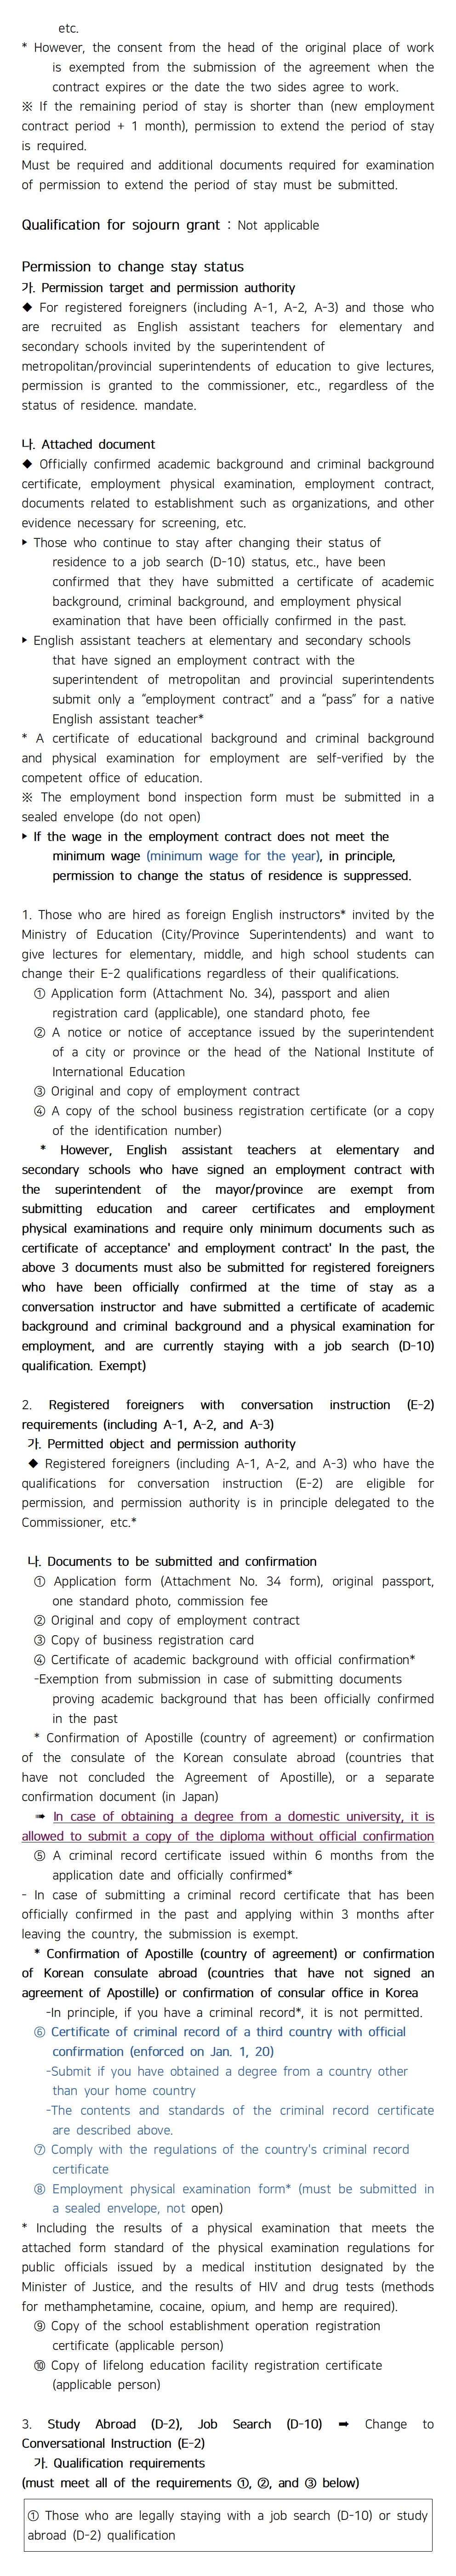 etc.
* However, the consent from the head of the original place of work
is exempted from the submission of the agreement when the
contract expires or the date the two sides agree to work.
※ If the remaining period of stay is shorter than (new employment
contract period + 1 month), permission to extend the period of stay
is required.
Must be required and additional documents required for examination
of permission to extend the period of stay must be submitted.
Qualification for sojourn grant : Not applicable
Permission to change stay status
가. Permission target and permission authority
◆ For registered foreigners (including A-1, A-2, A-3) and those who
are recruited as English assistant teachers for elementary and
secondary schools invited by the superintendent of
metropolitan/provincial superintendents of education to give lectures,
permission is granted to the commissioner, etc., regardless of the
status of residence. mandate.
나. Attached document
◆ Officially confirmed academic background and criminal background
certificate, employment physical examination, employment contract,
documents related to establishment such as organizations, and other
evidence necessary for screening, etc.
▶ Those who continue to stay after changing their status of
residence to a job search (D-10) status, etc., have been
confirmed that they have submitted a certificate of academic
background, criminal background, and employment physical
examination that have been officially confirmed in the past.
▶ English assistant teachers at elementary and secondary schools
that have signed an employment contract with the
superintendent of metropolitan and provincial superintendents
submit only a “employment contract” and a “pass” for a native
English assistant teacher*
* A certificate of educational background and criminal background
and physical examination for employment are self-verified by the
competent office of education.
※ The employment bond inspection form must be submitted in a
sealed envelope (do not open)
▶ If the wage in the employment contract does not meet the
minimum wage (minimum wage for the year), in principle,
permission to change the status of residence is suppressed.
1. Those who are hired as foreign English instructors* invited by the
Ministry of Education (City/Province Superintendents) and want to
give lectures for elementary, middle, and high school students can
change their E-2 qualifications regardless of their qualifications.
① Application form (Attachment No. 34), passport and alien
registration card (applicable), one standard photo, fee
② A notice or notice of acceptance issued by the superintendent
of a city or province or the head of the National Institute of
International Education
③ Original and copy of employment contract
④ A copy of the school business registration certificate (or a copy
of the identification number)
* However, English assistant teachers at elementary and
secondary schools who have signed an employment contract with
the superintendent of the mayor/province are exempt from
submitting education and career certificates and employment
physical examinations and require only minimum documents such as
certificate of acceptance' and employment contract' In the past, the
above 3 documents must also be submitted for registered foreigners
who have been officially confirmed at the time of stay as a
conversation instructor and have submitted a certificate of academic
background and criminal background and a physical examination for
employment, and are currently staying with a job search (D-10)
qualification. Exempt)
2. Registered foreigners with conversation instruction (E-2)
requirements (including A-1, A-2, and A-3)
가. Permitted object and permission authority
◆ Registered foreigners (including A-1, A-2, and A-3) who have the
qualifications for conversation instruction (E-2) are eligible for
permission, and permission authority is in principle delegated to the
Commissioner, etc.*
나. Documents to be submitted and confirmation
① Application form (Attachment No. 34 form), original passport,
one standard photo, commission fee
② Original and copy of employment contract
③ Copy of business registration card
④ Certificate of academic background with official confirmation*
-Exemption from submission in case of submitting documents
proving academic background that has been officially confirmed
in the past
* Confirmation of Apostille (country of agreement) or confirmation
of the consulate of the Korean consulate abroad (countries that
have not concluded the Agreement of Apostille), or a separate
confirmation document (in Japan)
➠ In case of obtaining a degree from a domestic university, it is
allowed to submit a copy of the diploma without official confirmation
⑤ A criminal record certificate issued within 6 months from the
application date and officially confirmed*
- In case of submitting a criminal record certificate that has been
officially confirmed in the past and applying within 3 months after
leaving the country, the submission is exempt.
* Confirmation of Apostille (country of agreement) or confirmation
of Korean consulate abroad (countries that have not signed an
agreement of Apostille) or confirmation of consular office in Korea
-In principle, if you have a criminal record*, it is not permitted.
⑥ Certificate of criminal record of a third country with official
confirmation (enforced on Jan. 1, 20)
-Submit if you have obtained a degree from a country other
than your home country
-The contents and standards of the criminal record certificate
are described above.
⑦ Comply with the regulations of the country's criminal record
certificate
⑧ Employment physical examination form* (must be submitted in
a sealed envelope, not open)
* Including the results of a physical examination that meets the
attached form standard of the physical examination regulations for
public officials issued by a medical institution designated by the
Minister of Justice, and the results of HIV and drug tests (methods
for methamphetamine, cocaine, opium, and hemp are required).
⑨ Copy of the school establishment operation registration
certificate (applicable person)
⑩ Copy of lifelong education facility registration certificate
(applicable person)
3. Study Abroad (D-2), Job Search (D-10) ➡ Change to
Conversational Instruction (E-2)
가. Qualification requirements
(must meet all of the requirements ①, ②, and ③ below)
① Those who are legally staying with a job search (D-10) or study
abroad (D-2) qualification